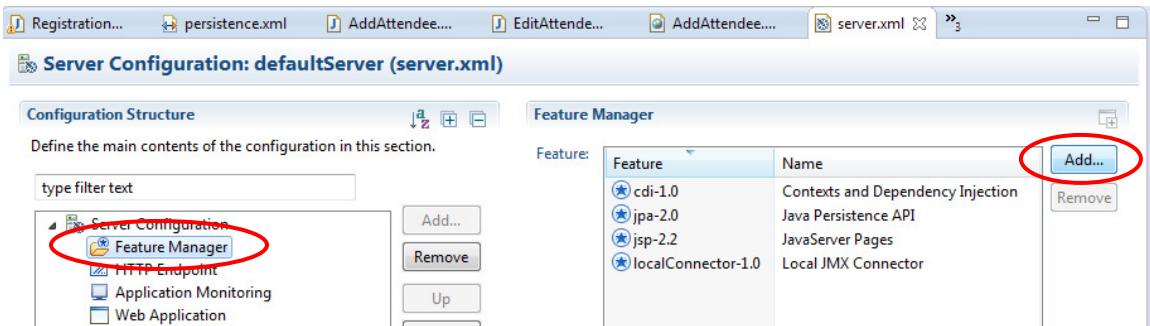 Registration... persistence.xml AddAttendee.... EditAttende... AddAttendee.... server.xml »3
Server Configuration: defaultServer (server.xml)
Configuration Structure
Define the main contents of the configuration in this section.
type filter text
Server Configuration
Feature Manager
HTTP Endpoint
Application Monitoring
Web Application
Add...
Remove
Up
Feature Manager
Feature:
Feature Name
cdi-1.0 Contexts and Dependency Injection
jpa-2.0 Java Persistence API
jsp-2.2 JavaServer Pages
localConnector-1.0 Local JMX Connector
Add...
Remove